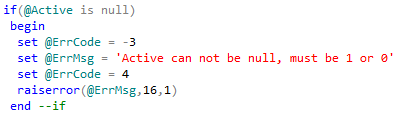 if(@Active is null)
begin
set @ErrCode = -3
set @ErrMsg = 'Active can not be null, must be 1 or 0'
set @ErrCode = 4
raiserror(@ErrMsg,16,1)
end --if